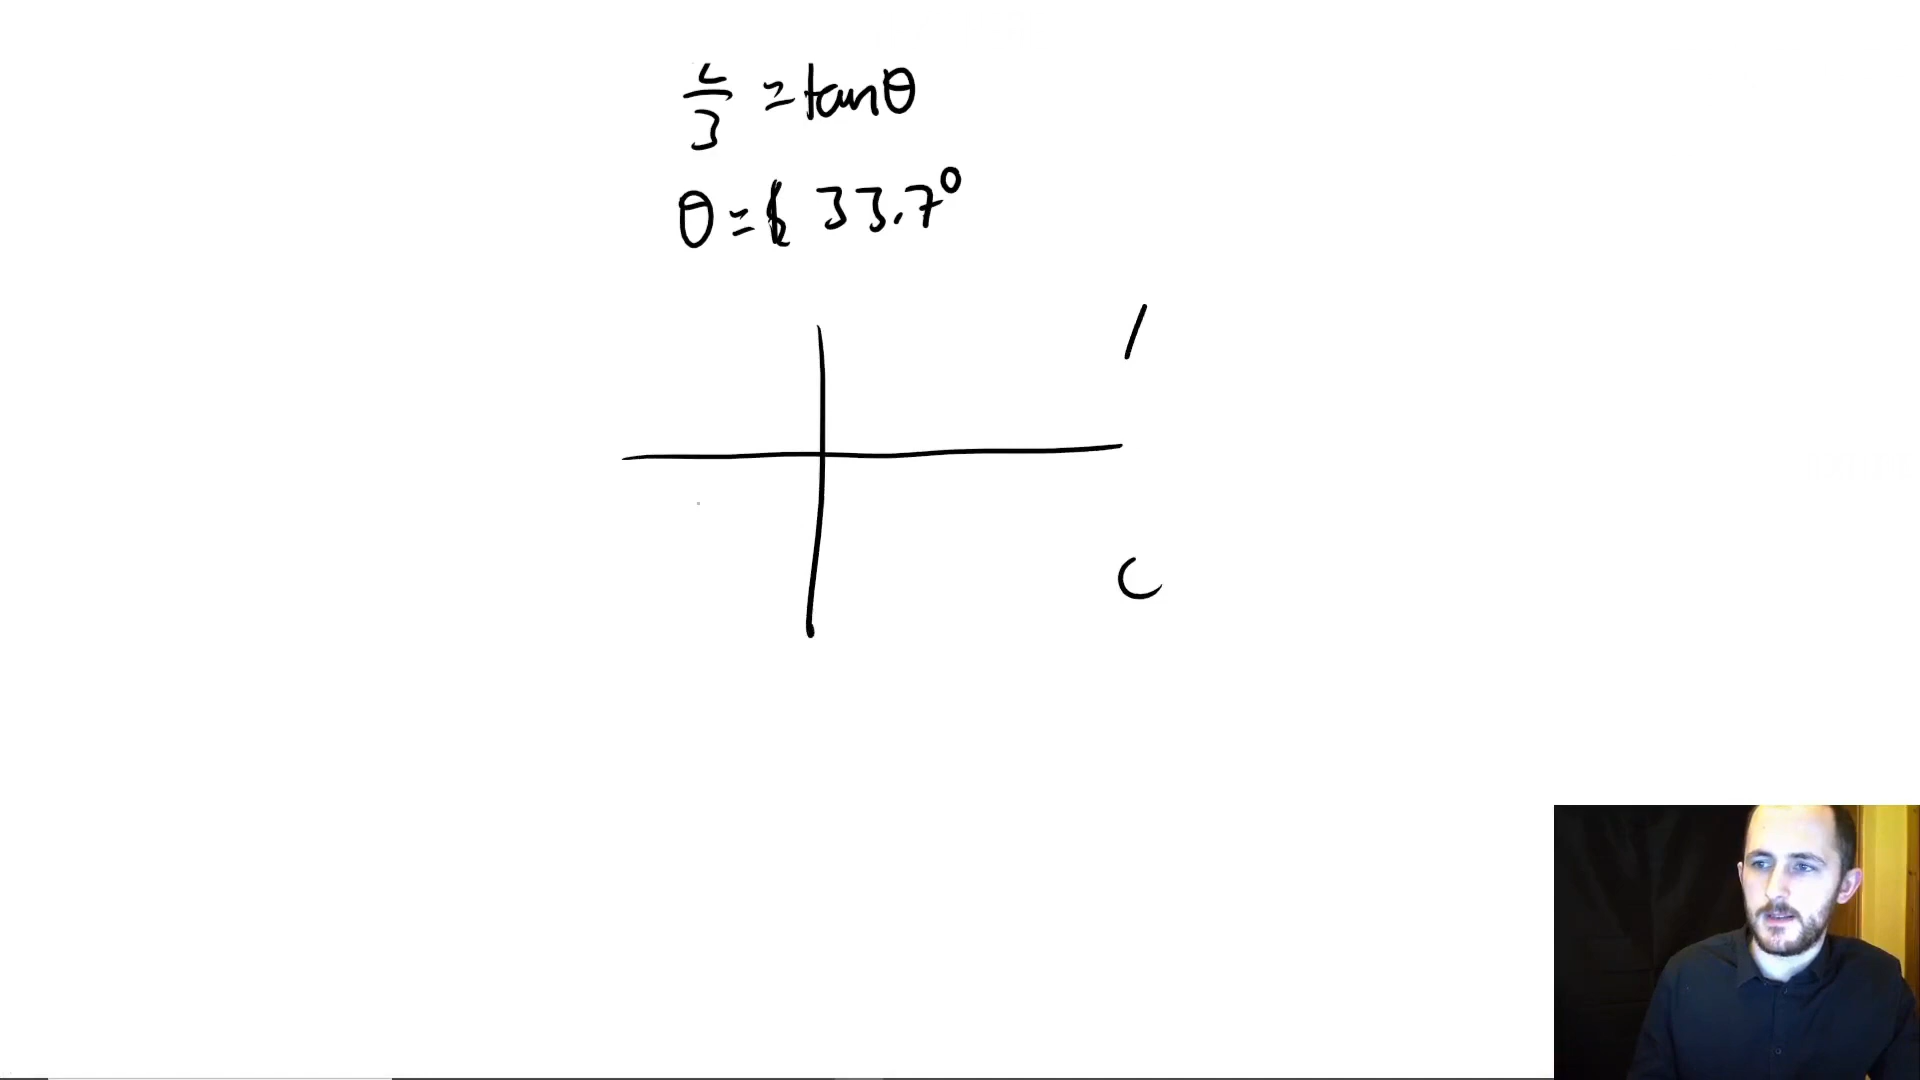 2/3 = tanθ
θ = 33.7°
C